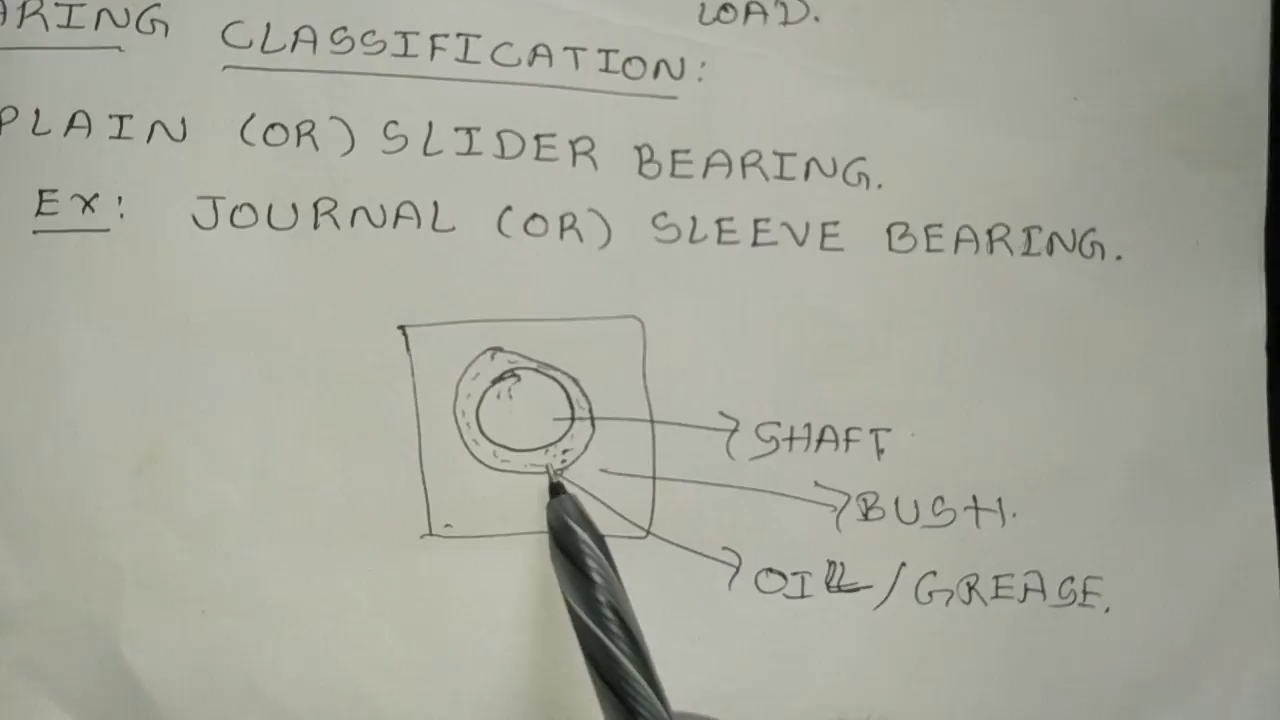 LOAD.
ARING CLASSIFICATION:
PLAIN (OR) SLIDER BEARING.
EX: JOURNAL (OR) SLEEVE BEARING.
SHAFT
BUSH.
OIL/GREASE.